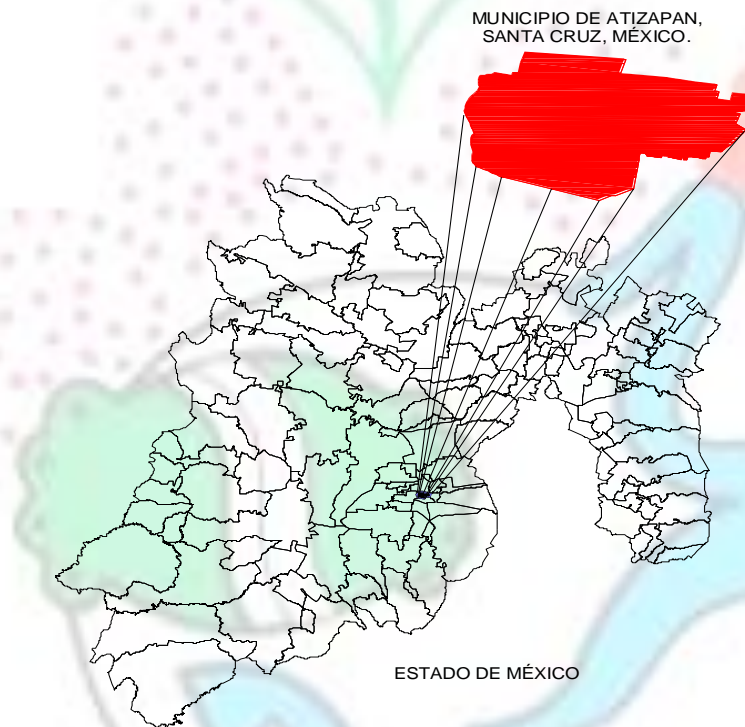 MUNICIPIO DE ATIZAPAN,
SANTA CRUZ, MÉXICO.
ESTADO DE MÉXICO